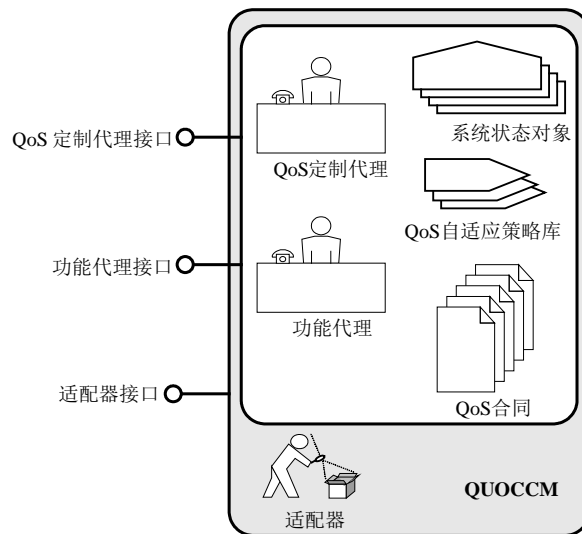 系统状态对象
QoS 定制代理接口
QoS定制代理
QoS自适应策略库
功能代理接口
功能代理
适配器接口
QoS合同
QUOCCM
适配器